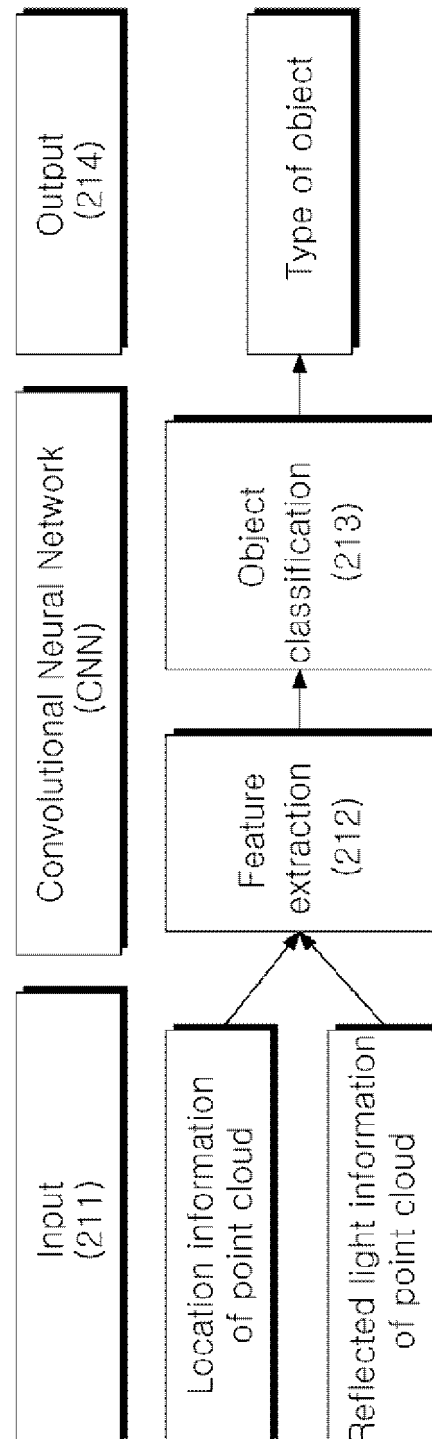 Input
(211)
Convolutional Neural Network
(CNN)
Output
(214)
Location information
of point cloud
Reflected light information
of point cloud
Feature
extraction
(212)
Object
classification
(213)
Type of object